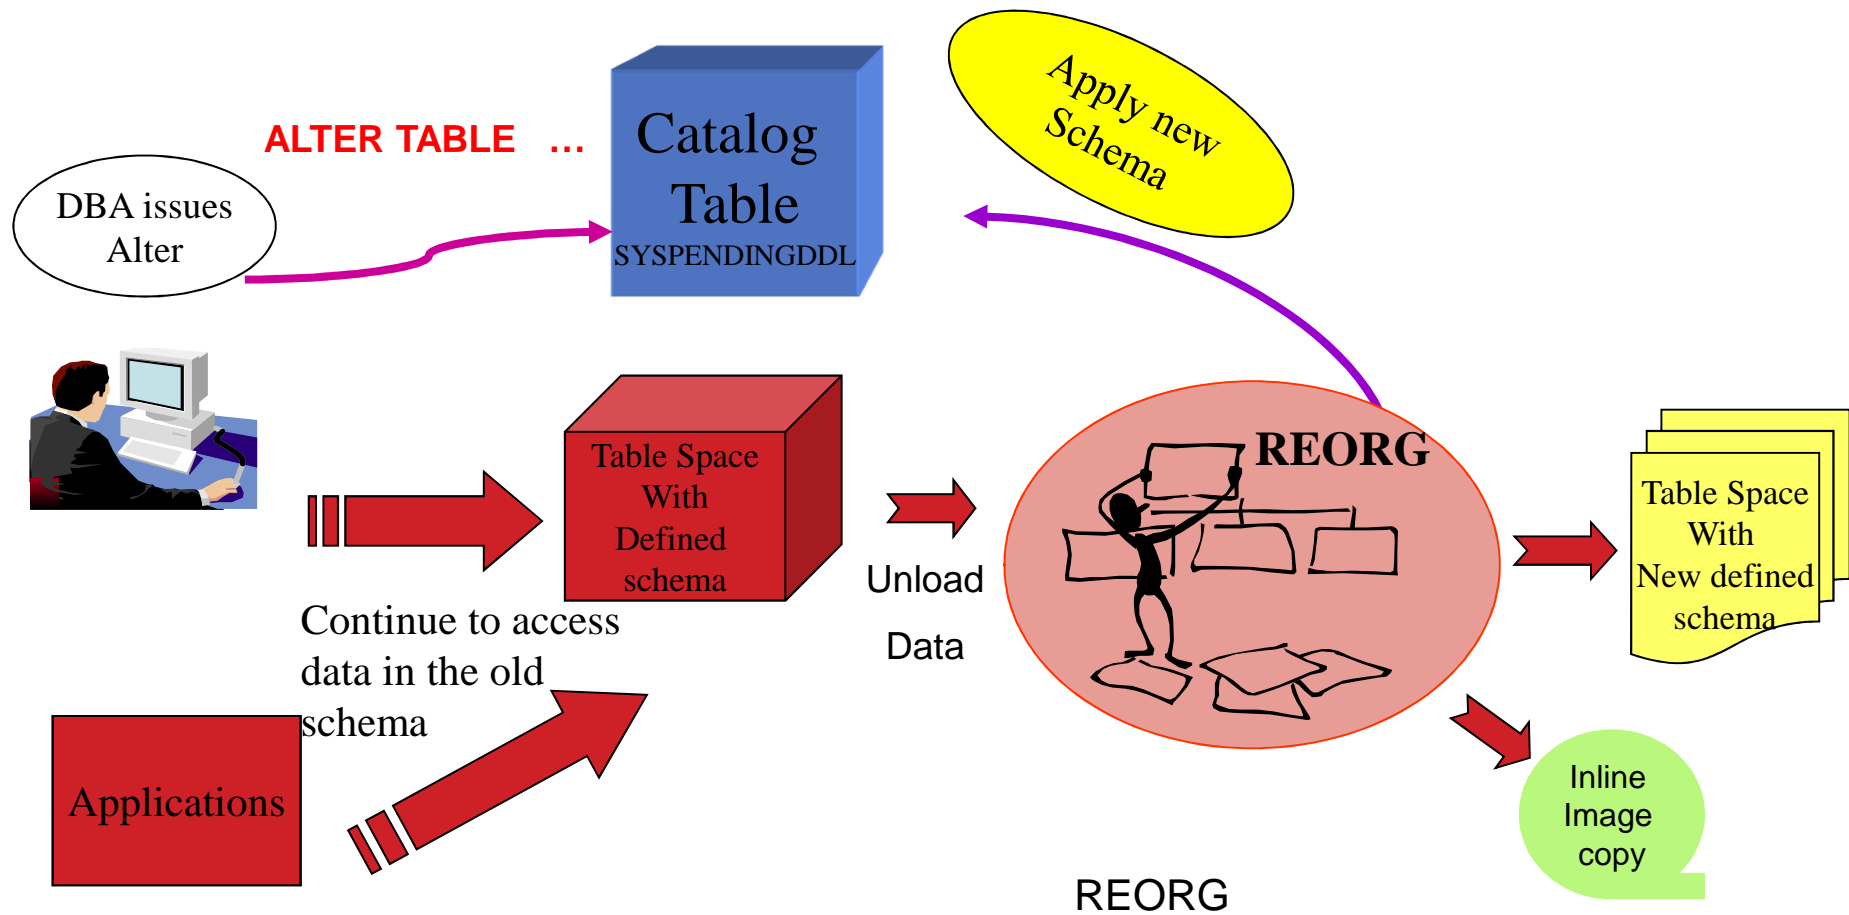 ALTER TABLE ...
DBA issues
Alter
Catalog
Table
SYSPENDINGDDL
Apply new
Schema
Table Space
With
Defined
schema
Continue to access
data in the old
schema
Applications
Unload
Data
REORG
Table Space
With
New defined
schema
Inline
Image
copy
REORG